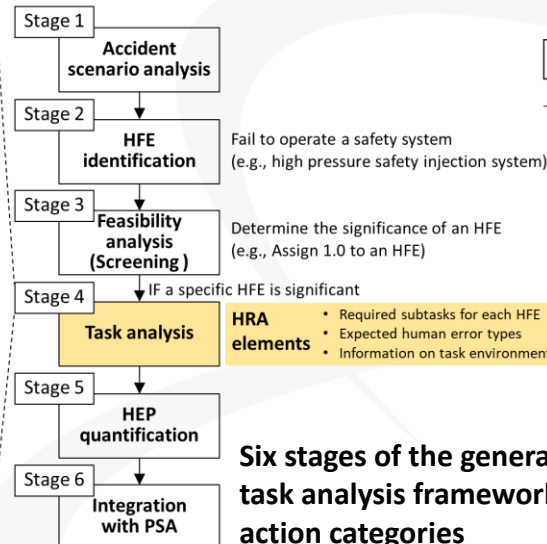 Stage 1
Accident
scenario analysis
Stage 2
HFE
identification
Fail to operate a safety system
(e.g., high pressure safety injection system)
Stage 3
Feasibility
analysis
(Screening )
Determine the significance of an HFE
(e.g., Assign 1.0 to an HFE)
IF a specific HFE is significant
Stage 4
Task analysis
HRA
elements
• Required subtasks for each HFE
• Expected human error types
• Information on task environment
Stage 5
HEP
quantification
Stage 6
Integration
with PSA
Six stages of the genera
task analysis framework
action categories